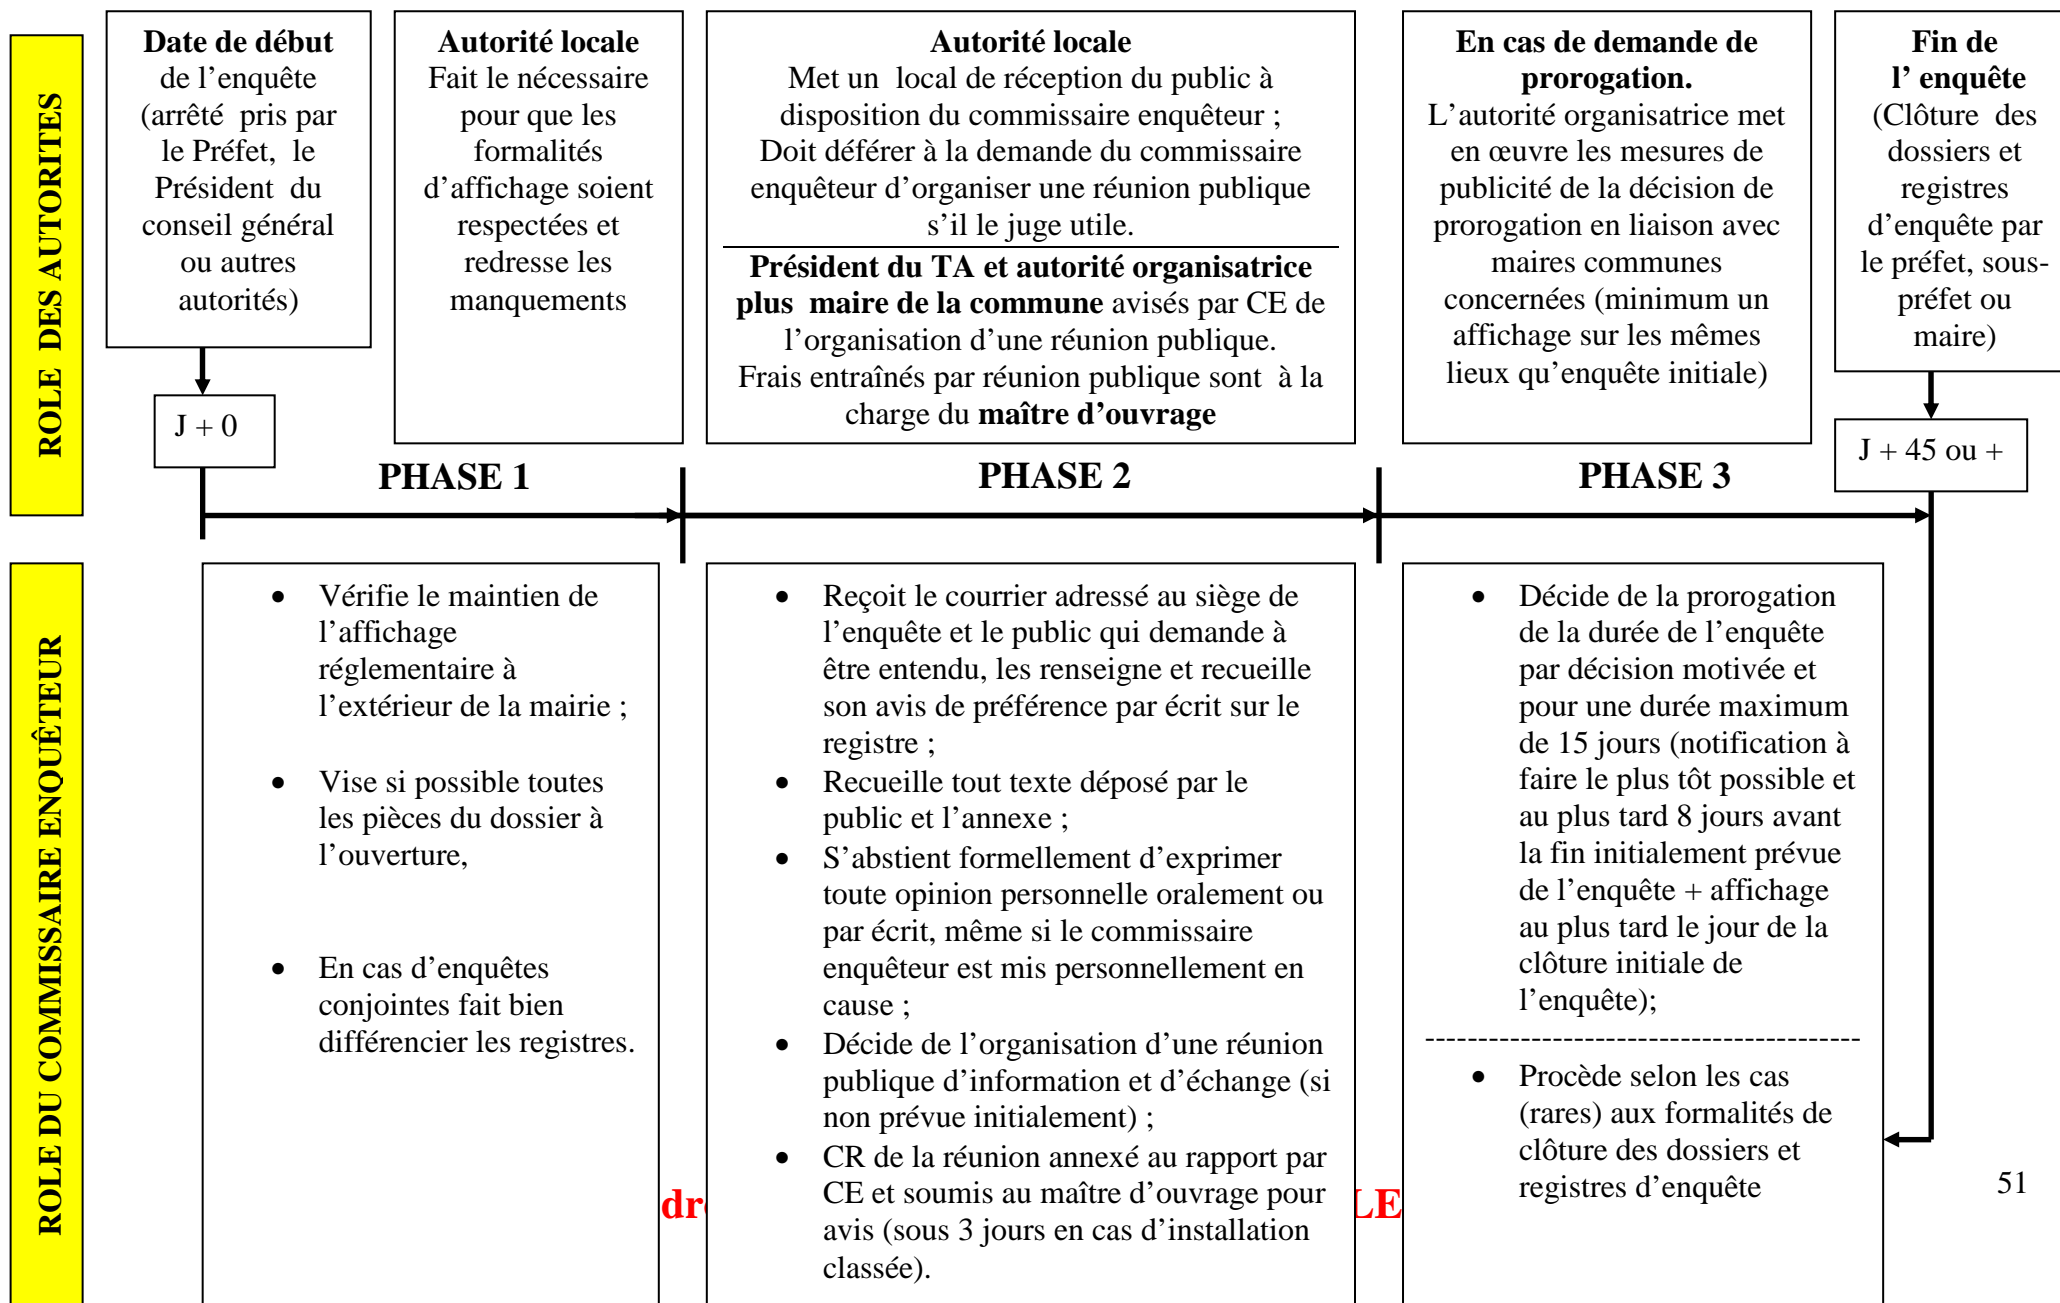 ROLE DES AUTORITES
Date de début
de l’enquête
(arrêté pris par
le Préfet, le
Président du
conseil général
ou autres
autorités)
J + 0
Autorité locale
Fait le nécessaire
pour que les
formalités
d’affichage soient
respectées et
redresse les
manquements
Autorité locale
Met un local de réception du public à
disposition du commissaire enquêteur ;
Doit déférer à la demande du commissaire
enquêteur d’organiser une réunion publique
s’il le juge utile.
Président du TA et autorité organisatrice
plus maire de la commune avisés par CE de
l’organisation d’une réunion publique.
Frais entraînés par réunion publique sont à la
charge du maître d’ouvrage
En cas de demande de
prorogation.
L’autorité organisatrice met
en œuvre les mesures de
publicité de la décision de
prorogation en liaison avec
maires communes
concernées (minimum un
affichage sur les mêmes
lieux qu’enquête initiale)
Fin de
l’ enquête
(Clôture des
dossiers et
registres
d’enquête par
le préfet, sous-
préfet ou
maire)
J + 45 ou +
PHASE 1
PHASE 2
PHASE 3
ROLE DU COMMISSAIRE ENQUÊTEUR
• Vérifie le maintien de
l’affichage
réglementaire à
l’extérieur de la mairie ;
• Vise si possible toutes
les pièces du dossier à
l’ouverture,
• En cas d’enquêtes
conjointes fait bien
différencier les registres.
• Reçoit le courrier adressé au siège de
l’enquête et le public qui demande à
être entendu, les renseigne et recueille
son avis de préférence par écrit sur le
registre ;
• Recueille tout texte déposé par le
public et l’annexe ;
• S’abstient formellement d’exprimer
toute opinion personnelle oralement ou
par écrit, même si le commissaire
enquêteur est mis personnellement en
cause ;
• Décide de l’organisation d’une réunion
publique d’information et d’échange (si
non prévue initialement) ;
• CR de la réunion annexé au rapport par
CE et soumis au maître d’ouvrage pour
avis (sous 3 jours en cas d’installation
classée).
• Décide de la prorogation
de la durée de l’enquête
par décision motivée et
pour une durée maximum
de 15 jours (notification à
faire le plus tôt possible et
au plus tard 8 jours avant
la fin initialement prévue
de l’enquête + affichage
au plus tard le jour de la
clôture initiale de
l’enquête);
-----------------------------------------
• Procède selon les cas
(rares) aux formalités de
clôture des dossiers et
registres d’enquête
51